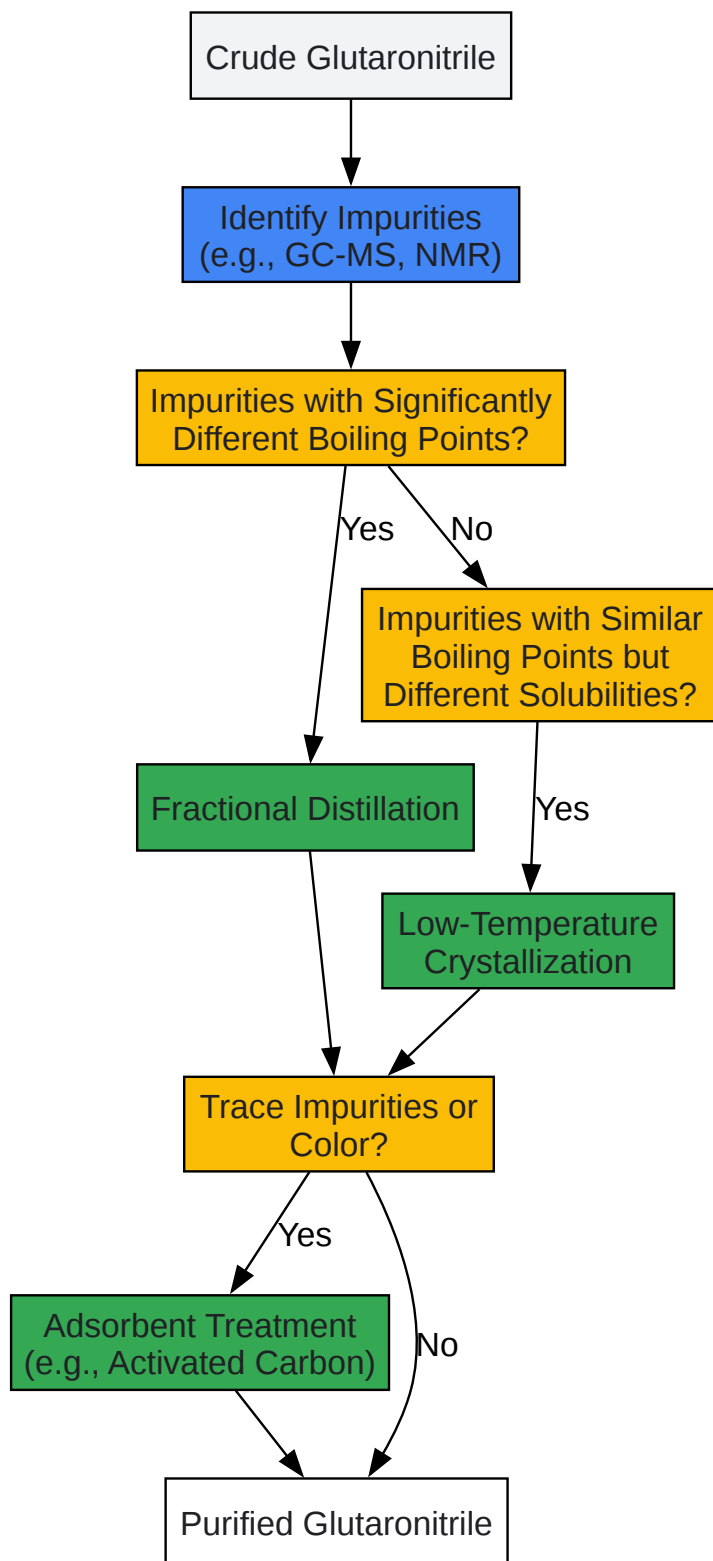 Crude Glutaronitrile
Identify Impurities
(e.g., GC-MS, NMR)
Impurities with Significantly
Different Boiling Points?
Yes
No
Impurities with Similar
Boiling Points but
Different Solubilities?
Fractional Distillation
Yes
Low-Temperature
Crystallization
Trace Impurities or
Color?
Yes
Adsorbent Treatment
(e.g., Activated Carbon)
No
Purified Glutaronitrile